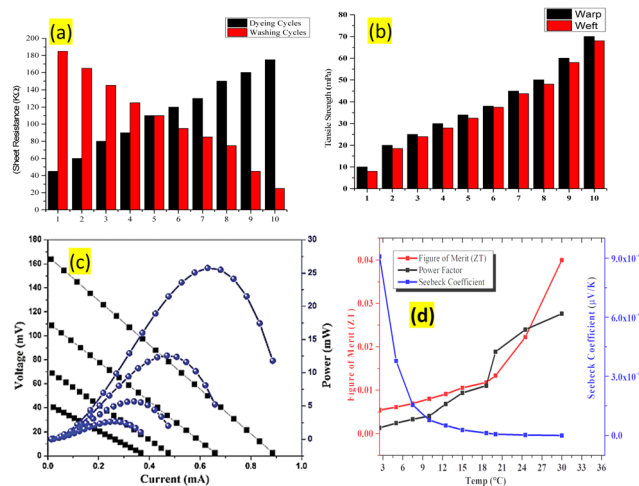 (a)
Dyeing Cycles
Washing Cycles
(Sheet Resistance (KΩ)
200
180
160
140
120
100
80
60
40
20
0
1 2 3 4 5 6 7 8 9 10
(b)
Warp
Weft
Tensile Strength (mPa)
80
70
60
50
40
30
20
10
0
1 2 3 4 5 6 7 8 9 10
(c)
Voltage (mV)
180
160
140
120
100
80
60
40
20
0
0.0 0.2 0.4 0.6 0.8 1.0
Current (mA)
30
25
20
15
10
5
0
Power (mW)
(d)
Figure of Merit (ZT)
Power Factor
Seebeck Coefficient
Figure of Merit (ZT)
0.04
0.03
0.02
0.01
0.00
3 6 9 12 15 18 21 24 27 30 33 36
Temp (°C)
6.0x10
0.0
Seebeck Coefficient (µV/K)